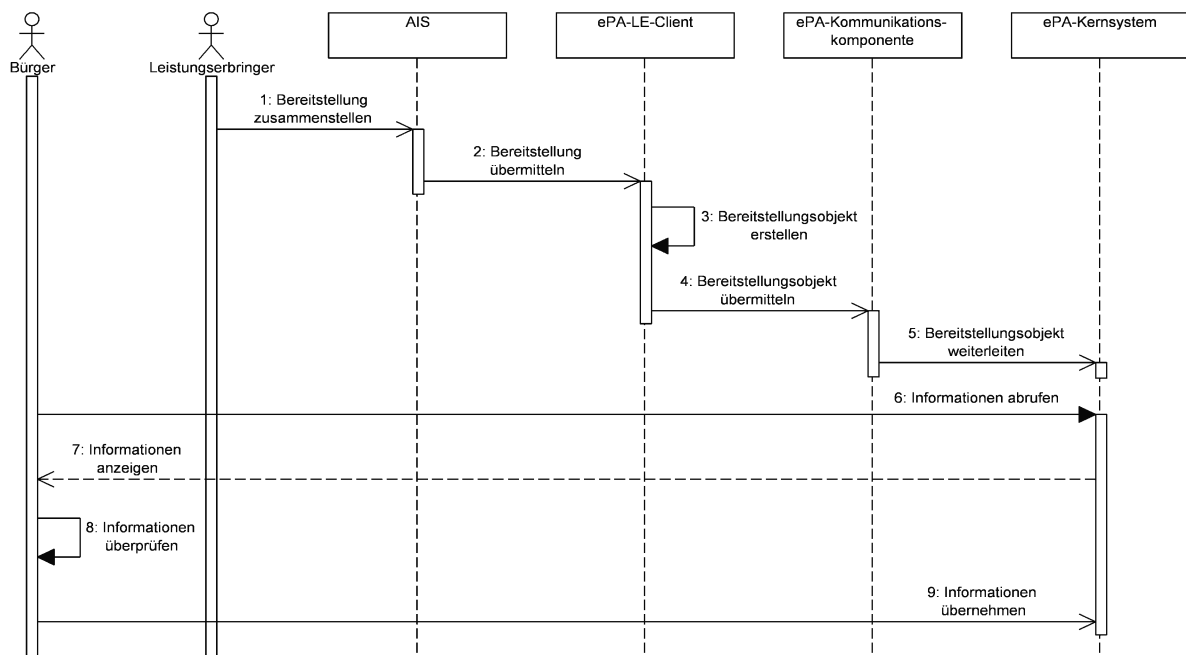 AIS
ePA-LE-Client
ePA-Kommunikations-
komponente
ePA-Kernsystem
Bürger
Leistungserbringer
1: Bereitstellung
zusammenstellen
2: Bereitstellung
übermitteln
3: Bereitstellungsobjekt
erstellen
4: Bereitstellungsobjekt
übermitteln
5: Bereitstellungsobjekt
weiterleiten
6: Informationen abrufen
7: Informationen
anzeigen
8: Informationen
überprüfen
9: Informationen
übernehmen